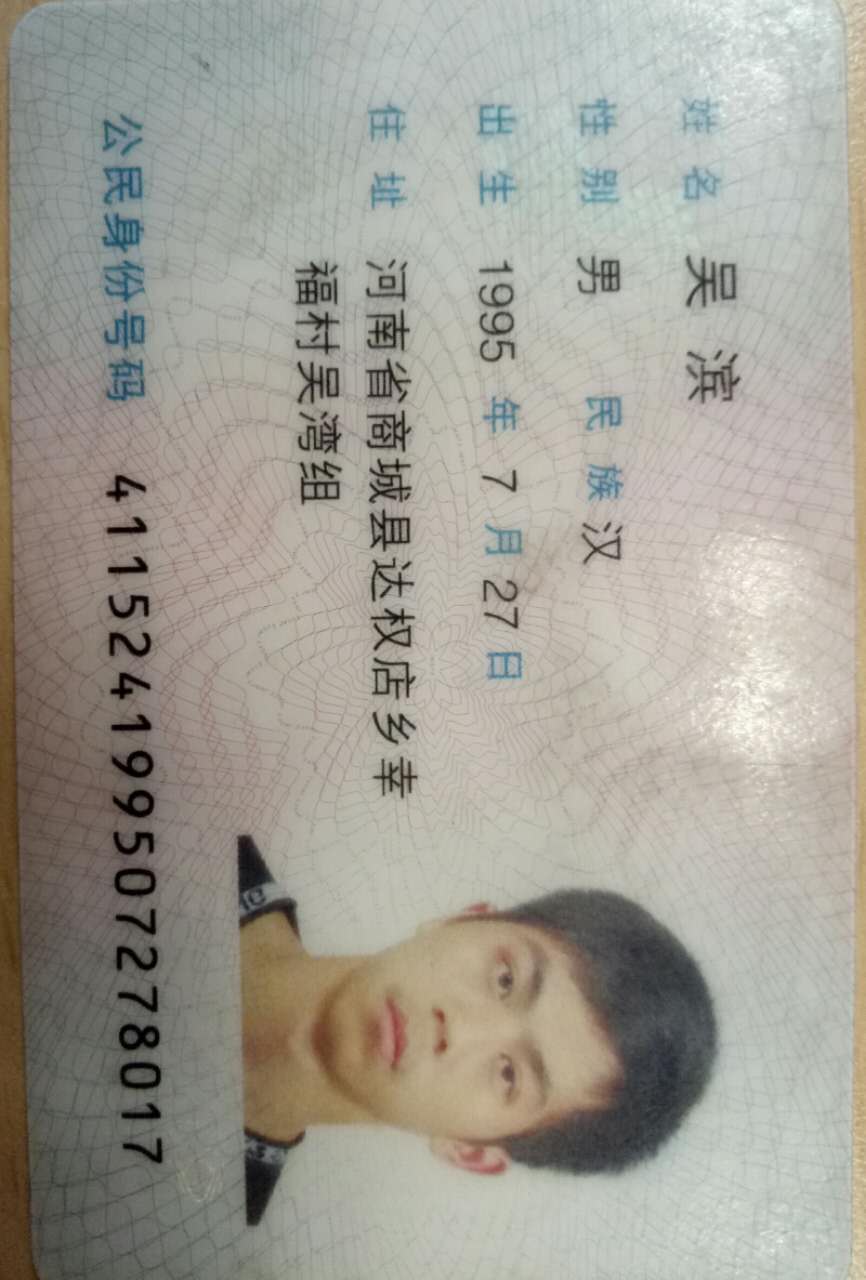 姓名 吴滨
性别 男 民族 汉
出生 1995 年 7 月 27 日
住址 河南省商城县达权店乡幸
福村吴湾组
公民身份号码 411524199507278017